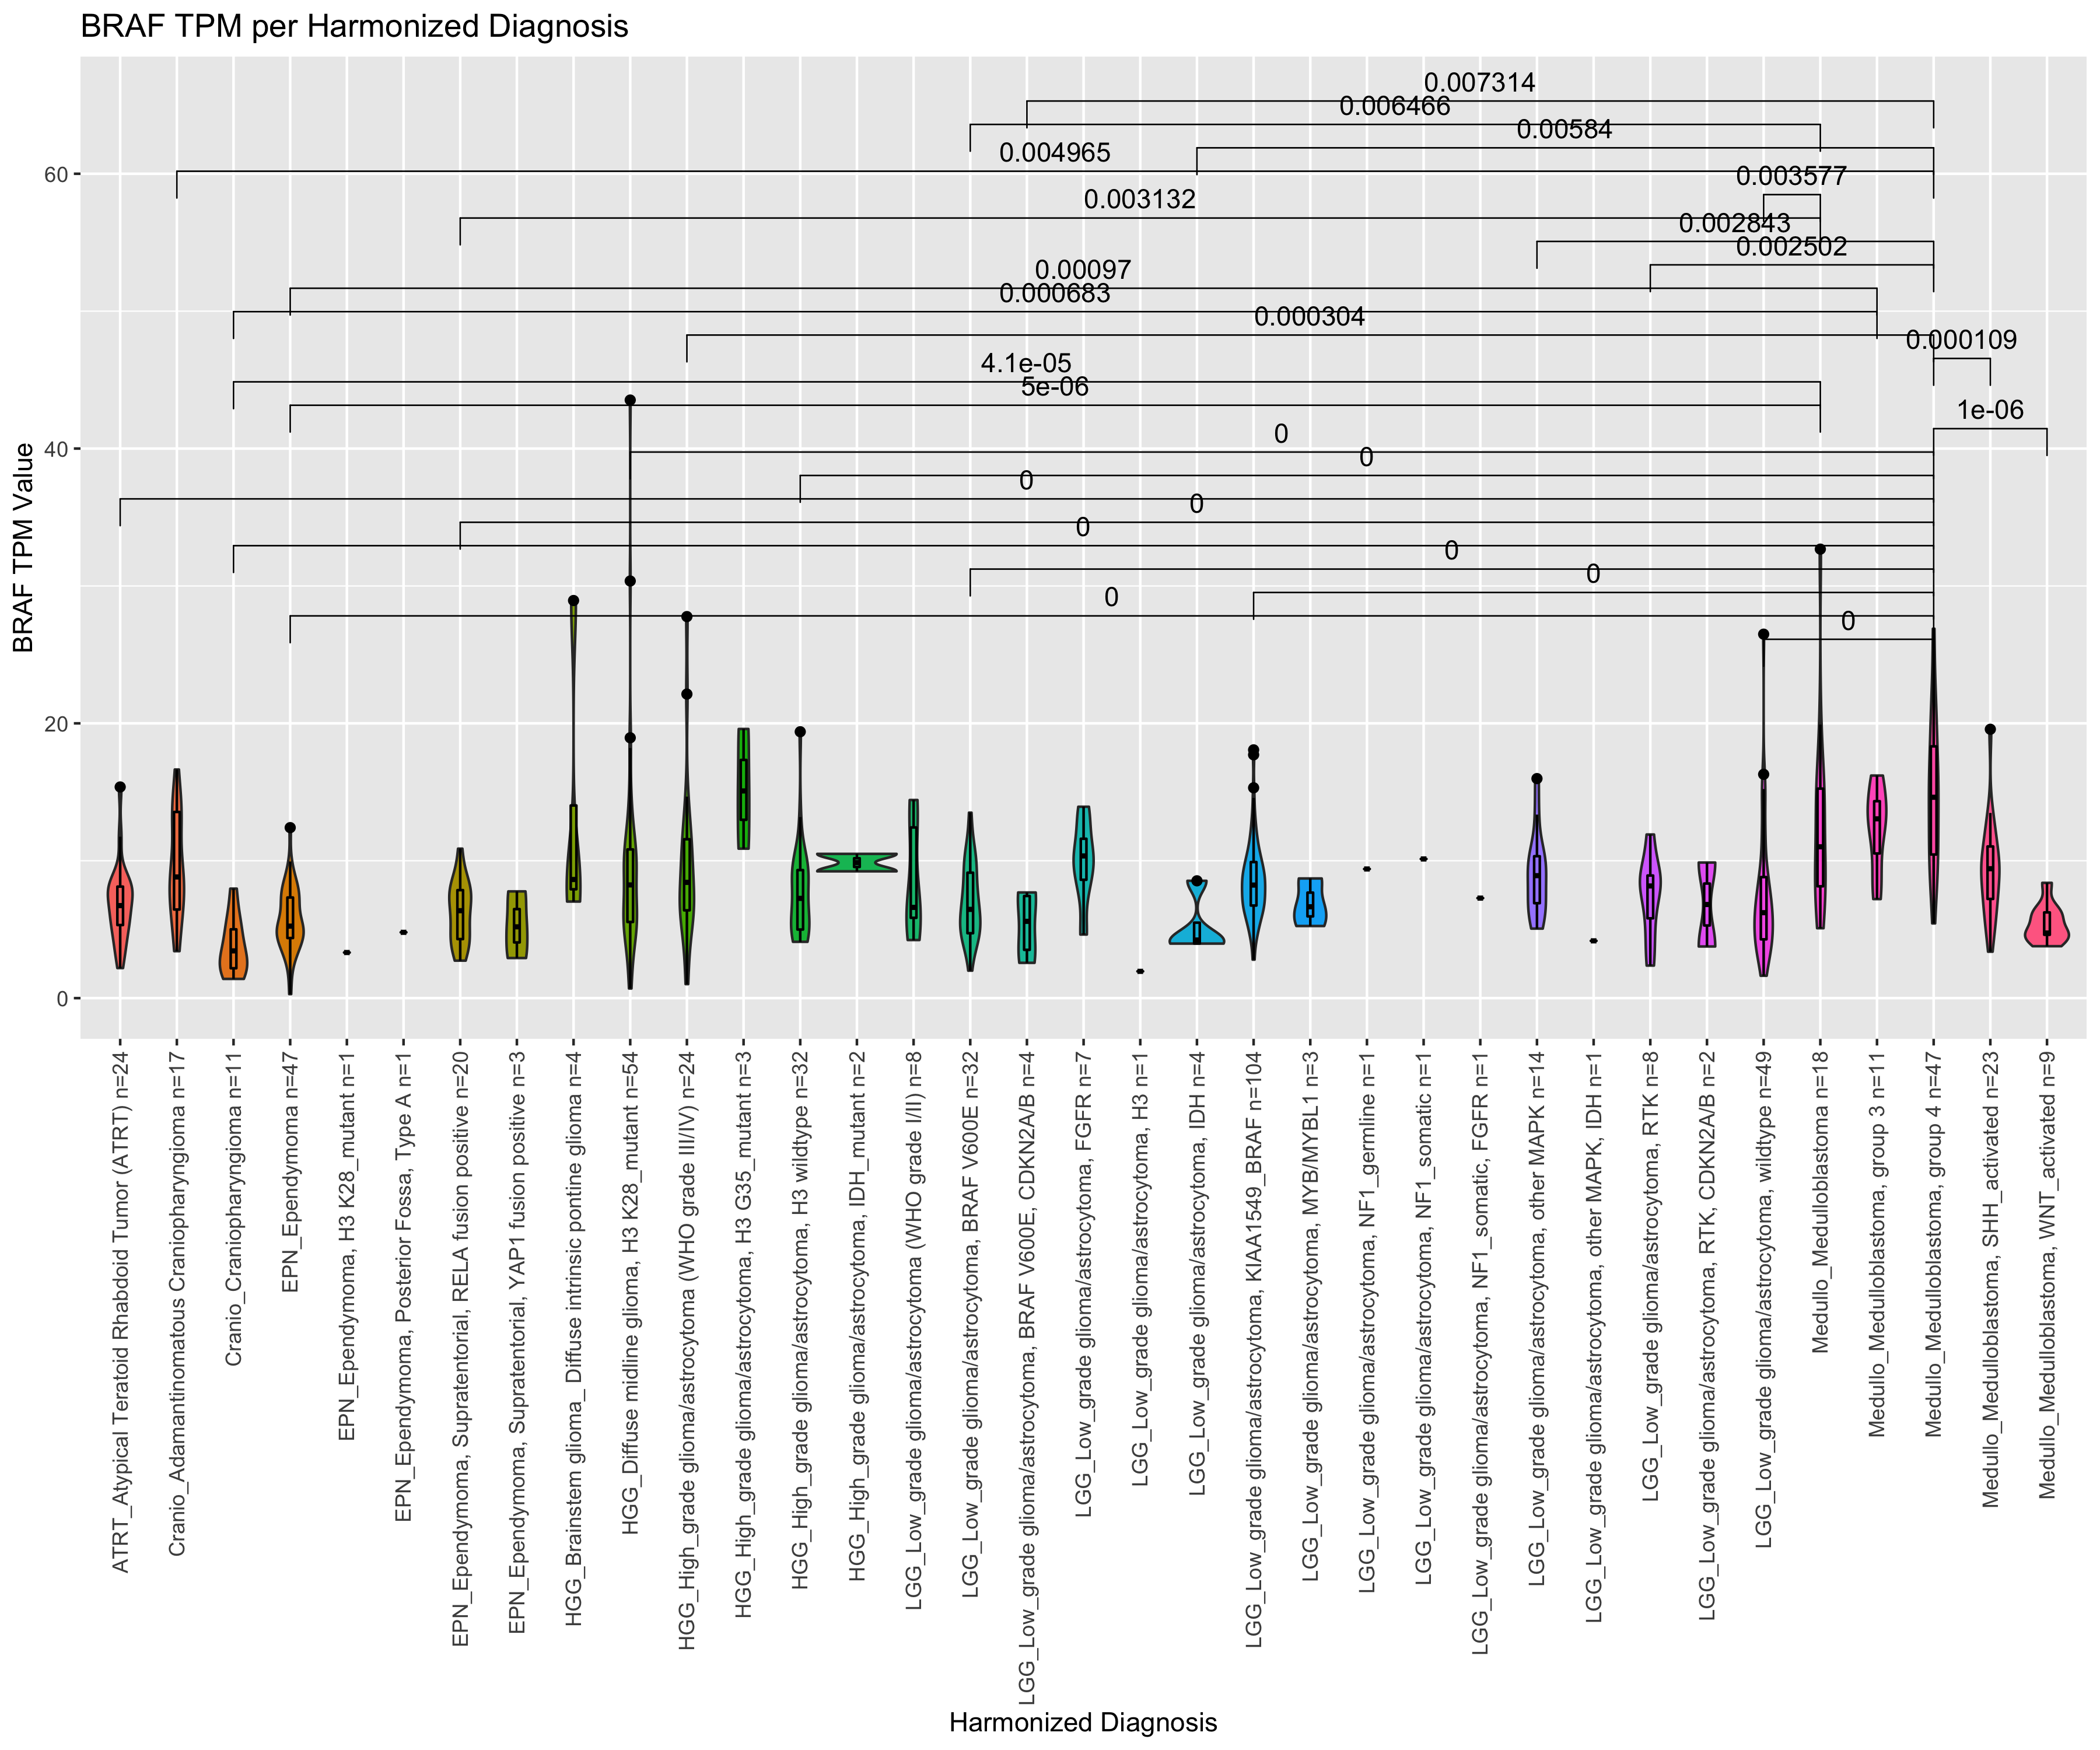 BRAF TPM per Harmonized Diagnosis
0.007314
0.006466
0.00584
0.004965
0.003577
0.003132
0.002843
0.002502
0.00097
0.000683
0.000304
0.000109
4.1e-05
5e-06
1e-06
0
0
0
0
0
0
0
0
0
BRAF TPM Value
60
40
20
0
ATRT_Atypical Teratoid Rhabdoid Tumor (ATRT) n=24
Cranio_Adamantinomatous Craniopharyngioma n=17
Cranio_Craniopharyngioma n=11
EPN_Ependymoma n=47
EPN_Ependymoma, H3 K28_mutant n=1
EPN_Ependymoma, Posterior Fossa, Type A n=1
EPN_Ependymoma, Supratentorial, RELA fusion positive n=20
EPN_Ependymoma, Supratentorial, YAP1 fusion positive n=3
HGG_Brainstem glioma_ Diffuse intrinsic pontine glioma n=4
HGG_Diffuse midline glioma, H3 K28_mutant n=54
HGG_High_grade glioma/astrocytoma (WHO grade III/IV) n=24
HGG_High_grade glioma/astrocytoma, H3 G35_mutant n=3
HGG_High_grade glioma/astrocytoma, H3 wildtype n=32
HGG_High_grade glioma/astrocytoma, IDH_mutant n=2
LGG_Low_grade glioma/astrocytoma (WHO grade I/II) n=8
LGG_Low_grade glioma/astrocytoma, BRAF V600E n=32
LGG_Low_grade glioma/astrocytoma, BRAF V600E, CDKN2A/B n=4
LGG_Low_grade glioma/astrocytoma, FGFR n=7
LGG_Low_grade glioma/astrocytoma, H3 n=1
LGG_Low_grade glioma/astrocytoma, IDH n=4
LGG_Low_grade glioma/astrocytoma, KIAA1549_BRAF n=104
LGG_Low_grade glioma/astrocytoma, MYB/MYBL1 n=3
LGG_Low_grade glioma/astrocytoma, NF1_germline n=1
LGG_Low_grade glioma/astrocytoma, NF1_somatic n=1
LGG_Low_grade glioma/astrocytoma, NF1_somatic, FGFR n=1
LGG_Low_grade glioma/astrocytoma, other MAPK n=14
LGG_Low_grade glioma/astrocytoma, other MAPK, IDH n=1
LGG_Low_grade glioma/astrocytoma, RTK n=8
LGG_Low_grade glioma/astrocytoma, RTK, CDKN2A/B n=2
LGG_Low_grade glioma/astrocytoma, wildtype n=49
Medullo_Medulloblastoma n=18
Medullo_Medulloblastoma, group 3 n=11
Medullo_Medulloblastoma, group 4 n=47
Medullo_Medulloblastoma, SHH_activated n=23
Medullo_Medulloblastoma, WNT_activated n=9
Harmonized Diagnosis